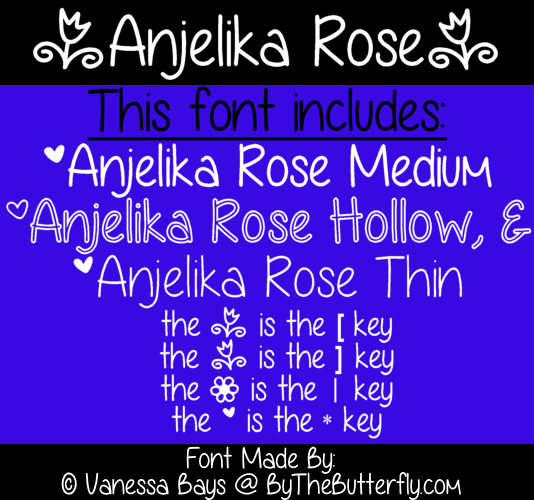 Anjelika Rose
This font includes:
Anjelika Rose Medium
Anjelika Rose Hollow, &
Anjelika Rose Thin
the is the [ key
the is the ] key
the is the | key
the is the * key
Font Made By:
© Vanessa Bays @ ByTheButterfly.com